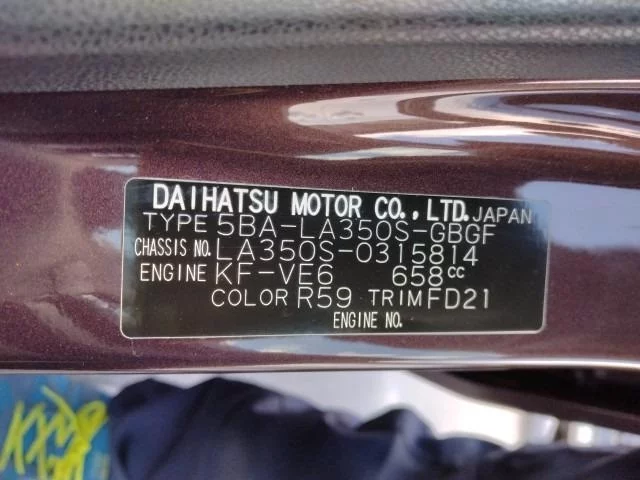 DAIHATSU MOTOR CO., LTD. JAPAN
TYPE 5BA-LA350S-GBGF
CHASSIS NO. LA350S-0315814
ENGINE KF-VE6 658cc
COLOR R59 TRIM FD21
ENGINE NO.